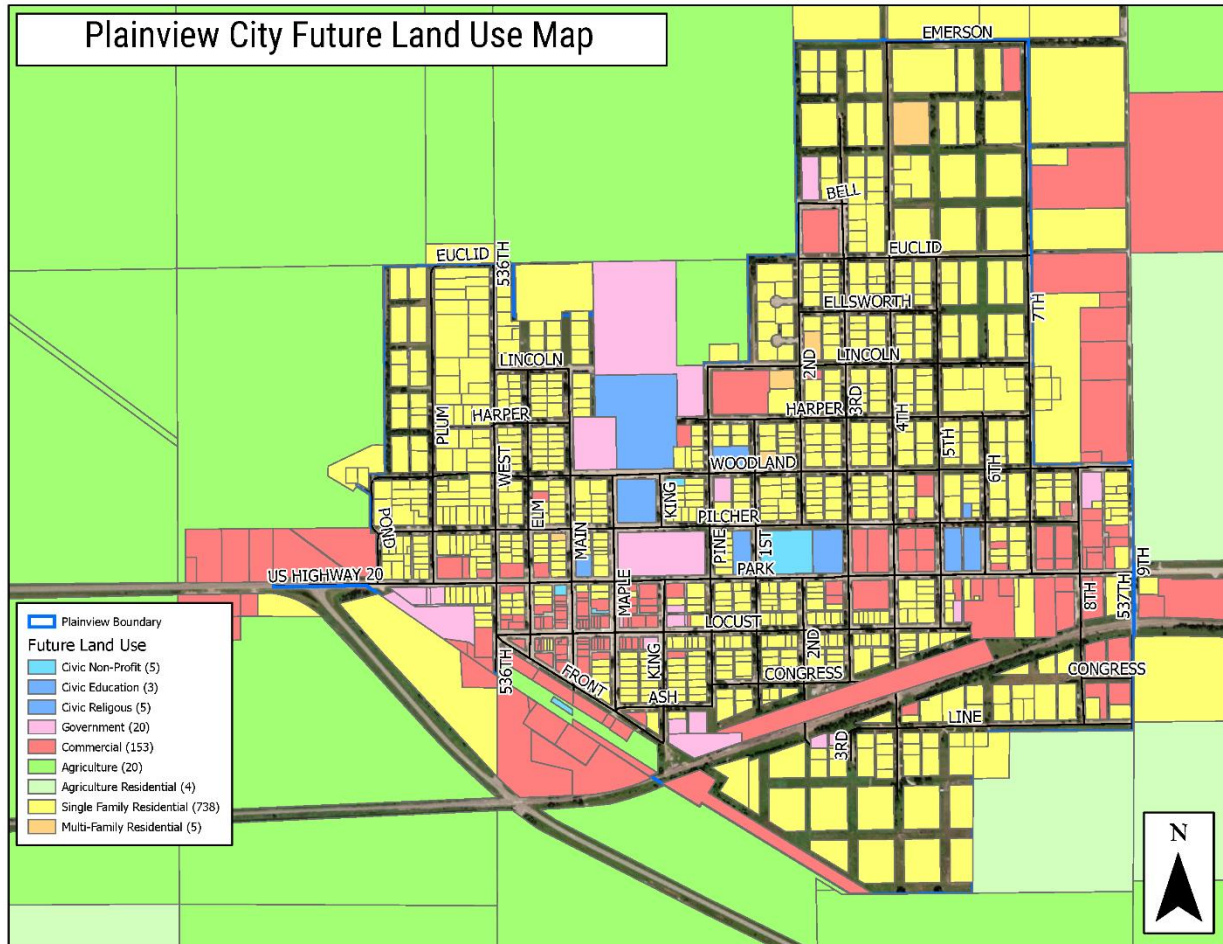 Plainview City Future Land Use Map
EMERSON
BELL
EUCLID
EUCLID
536TH
ELLSWORTH
7TH
LINCOLN
2ND
LINCOLN
HARPER
HARPER
3RD
4TH
PLUM
WEST
WOODLAND
5TH
6TH
KING
POND
ELM
MAIN
PILCHER
PINE
1ST
PARK
US HIGHWAY 20
MAPLE
8TH
537TH
9TH
LOCUST
KING
2ND
536TH
FRONT
CONGRESS
CONGRESS
ASH
LINE
3RD
Plainview Boundary
Future Land Use
Civic Non-Profit (5)
Civic Education (3)
Civic Religous (5)
Government (20)
Commercial (153)
Agriculture (20)
Agriculture Residential (4)
Single Family Residential (738)
Multi-Family Residential (5)
N